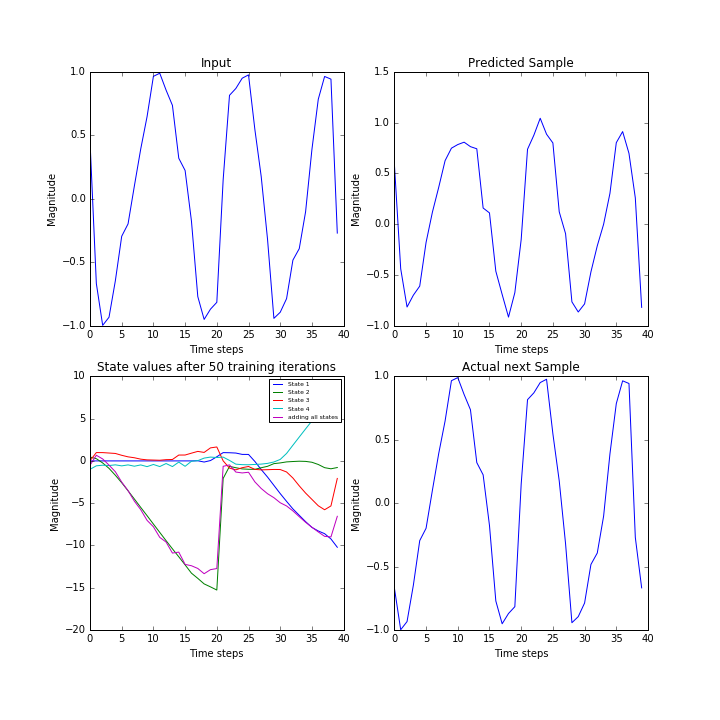 Input
Magnitude
1.0
0.5
0.0
−0.5
−1.0
0 5 10 15 20 25 30 35 40
Time steps
Predicted Sample
Magnitude
1.5
1.0
0.5
0.0
−0.5
−1.0
0 5 10 15 20 25 30 35 40
Time steps
State values after 50 training iterations
Magnitude
10
5
0
−5
−10
−15
−20
0 5 10 15 20 25 30 35 40
Time steps
State 1
State 2
State 3
State 4
adding all states
Actual next Sample
Magnitude
1.0
0.5
0.0
−0.5
−1.0
0 5 10 15 20 25 30 35 40
Time steps